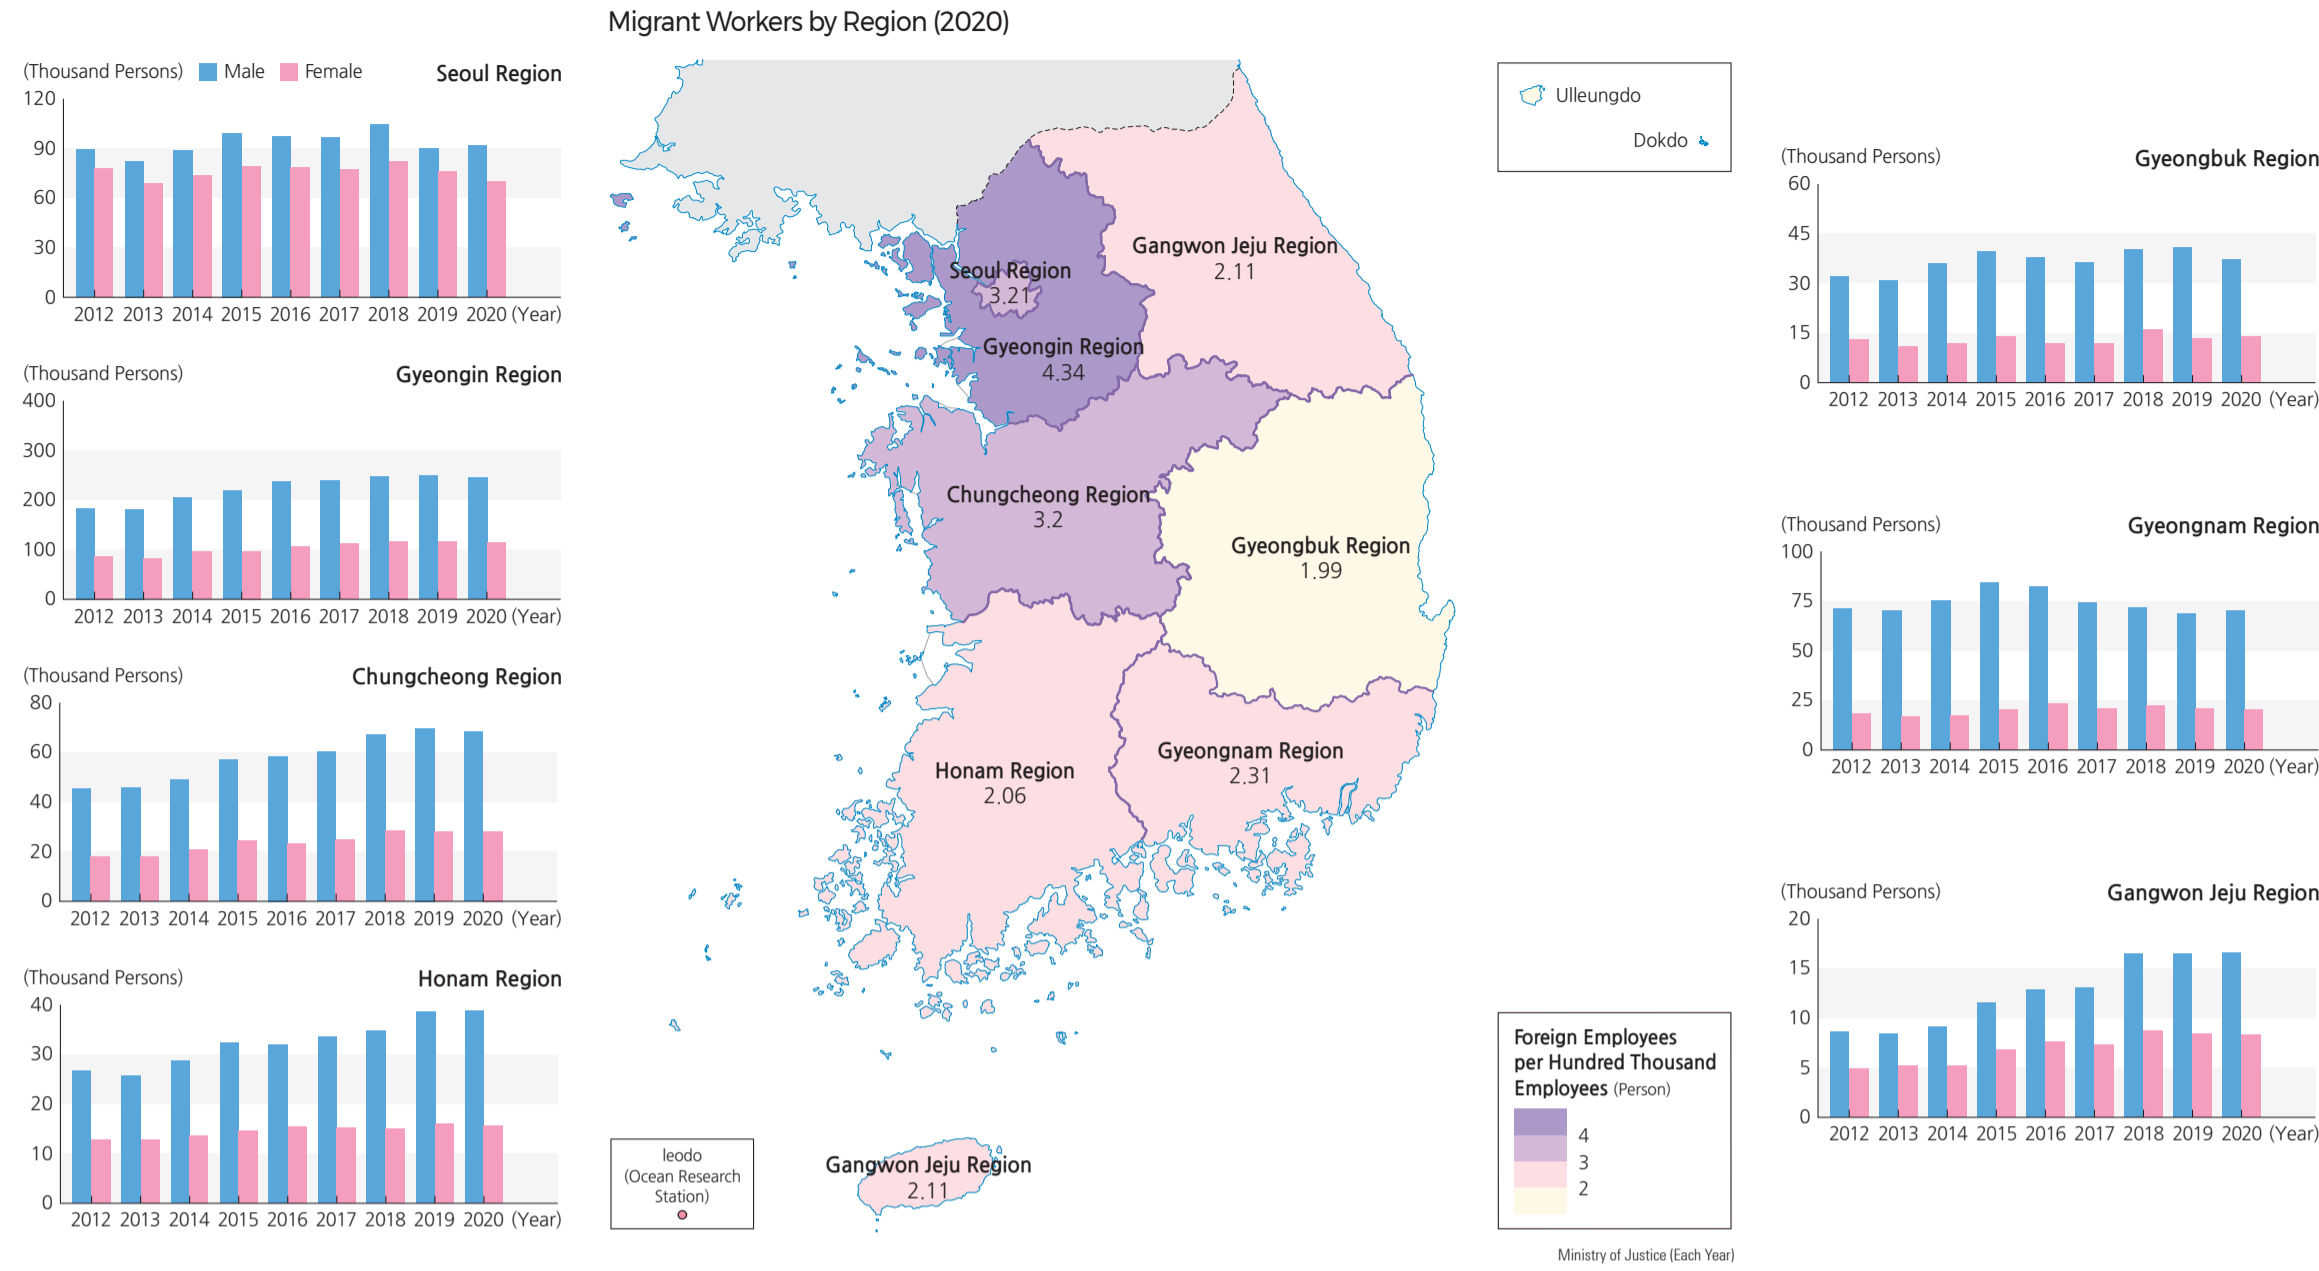 Migrant Workers by Region (2020)
(Thousand Persons) Male Female Seoul Region
120
90
60
30
0
2012 2013 2014 2015 2016 2017 2018 2019 2020 (Year)
(Thousand Persons) Gyeongin Region
400
300
200
100
0
2012 2013 2014 2015 2016 2017 2018 2019 2020 (Year)
(Thousand Persons) Chungcheong Region
80
60
40
20
0
2012 2013 2014 2015 2016 2017 2018 2019 2020 (Year)
(Thousand Persons) Honam Region
40
30
20
10
0
2012 2013 2014 2015 2016 2017 2018 2019 2020 (Year)
Gangwon Jeju Region
2.11
Seoul Region
3.21
Gyeongin Region
4.34
Chungcheong Region
3.2
Gyeongbuk Region
1.99
Gyeongnam Region
2.31
Honam Region
2.06
Gangwon Jeju Region
2.11
Ieodo
(Ocean Research
Station)
Ulleungdo
Dokdo
Foreign Employees
per Hundred Thousand
Employees (Person)
4
3
2
Ministry of Justice (Each Year)
(Thousand Persons) Gyeongbuk Region
60
45
30
15
0
2012 2013 2014 2015 2016 2017 2018 2019 2020 (Year)
(Thousand Persons) Gyeongnam Region
100
75
50
25
0
2012 2013 2014 2015 2016 2017 2018 2019 2020 (Year)
(Thousand Persons) Gangwon Jeju Region
20
15
10
5
0
2012 2013 2014 2015 2016 2017 2018 2019 2020 (Year)